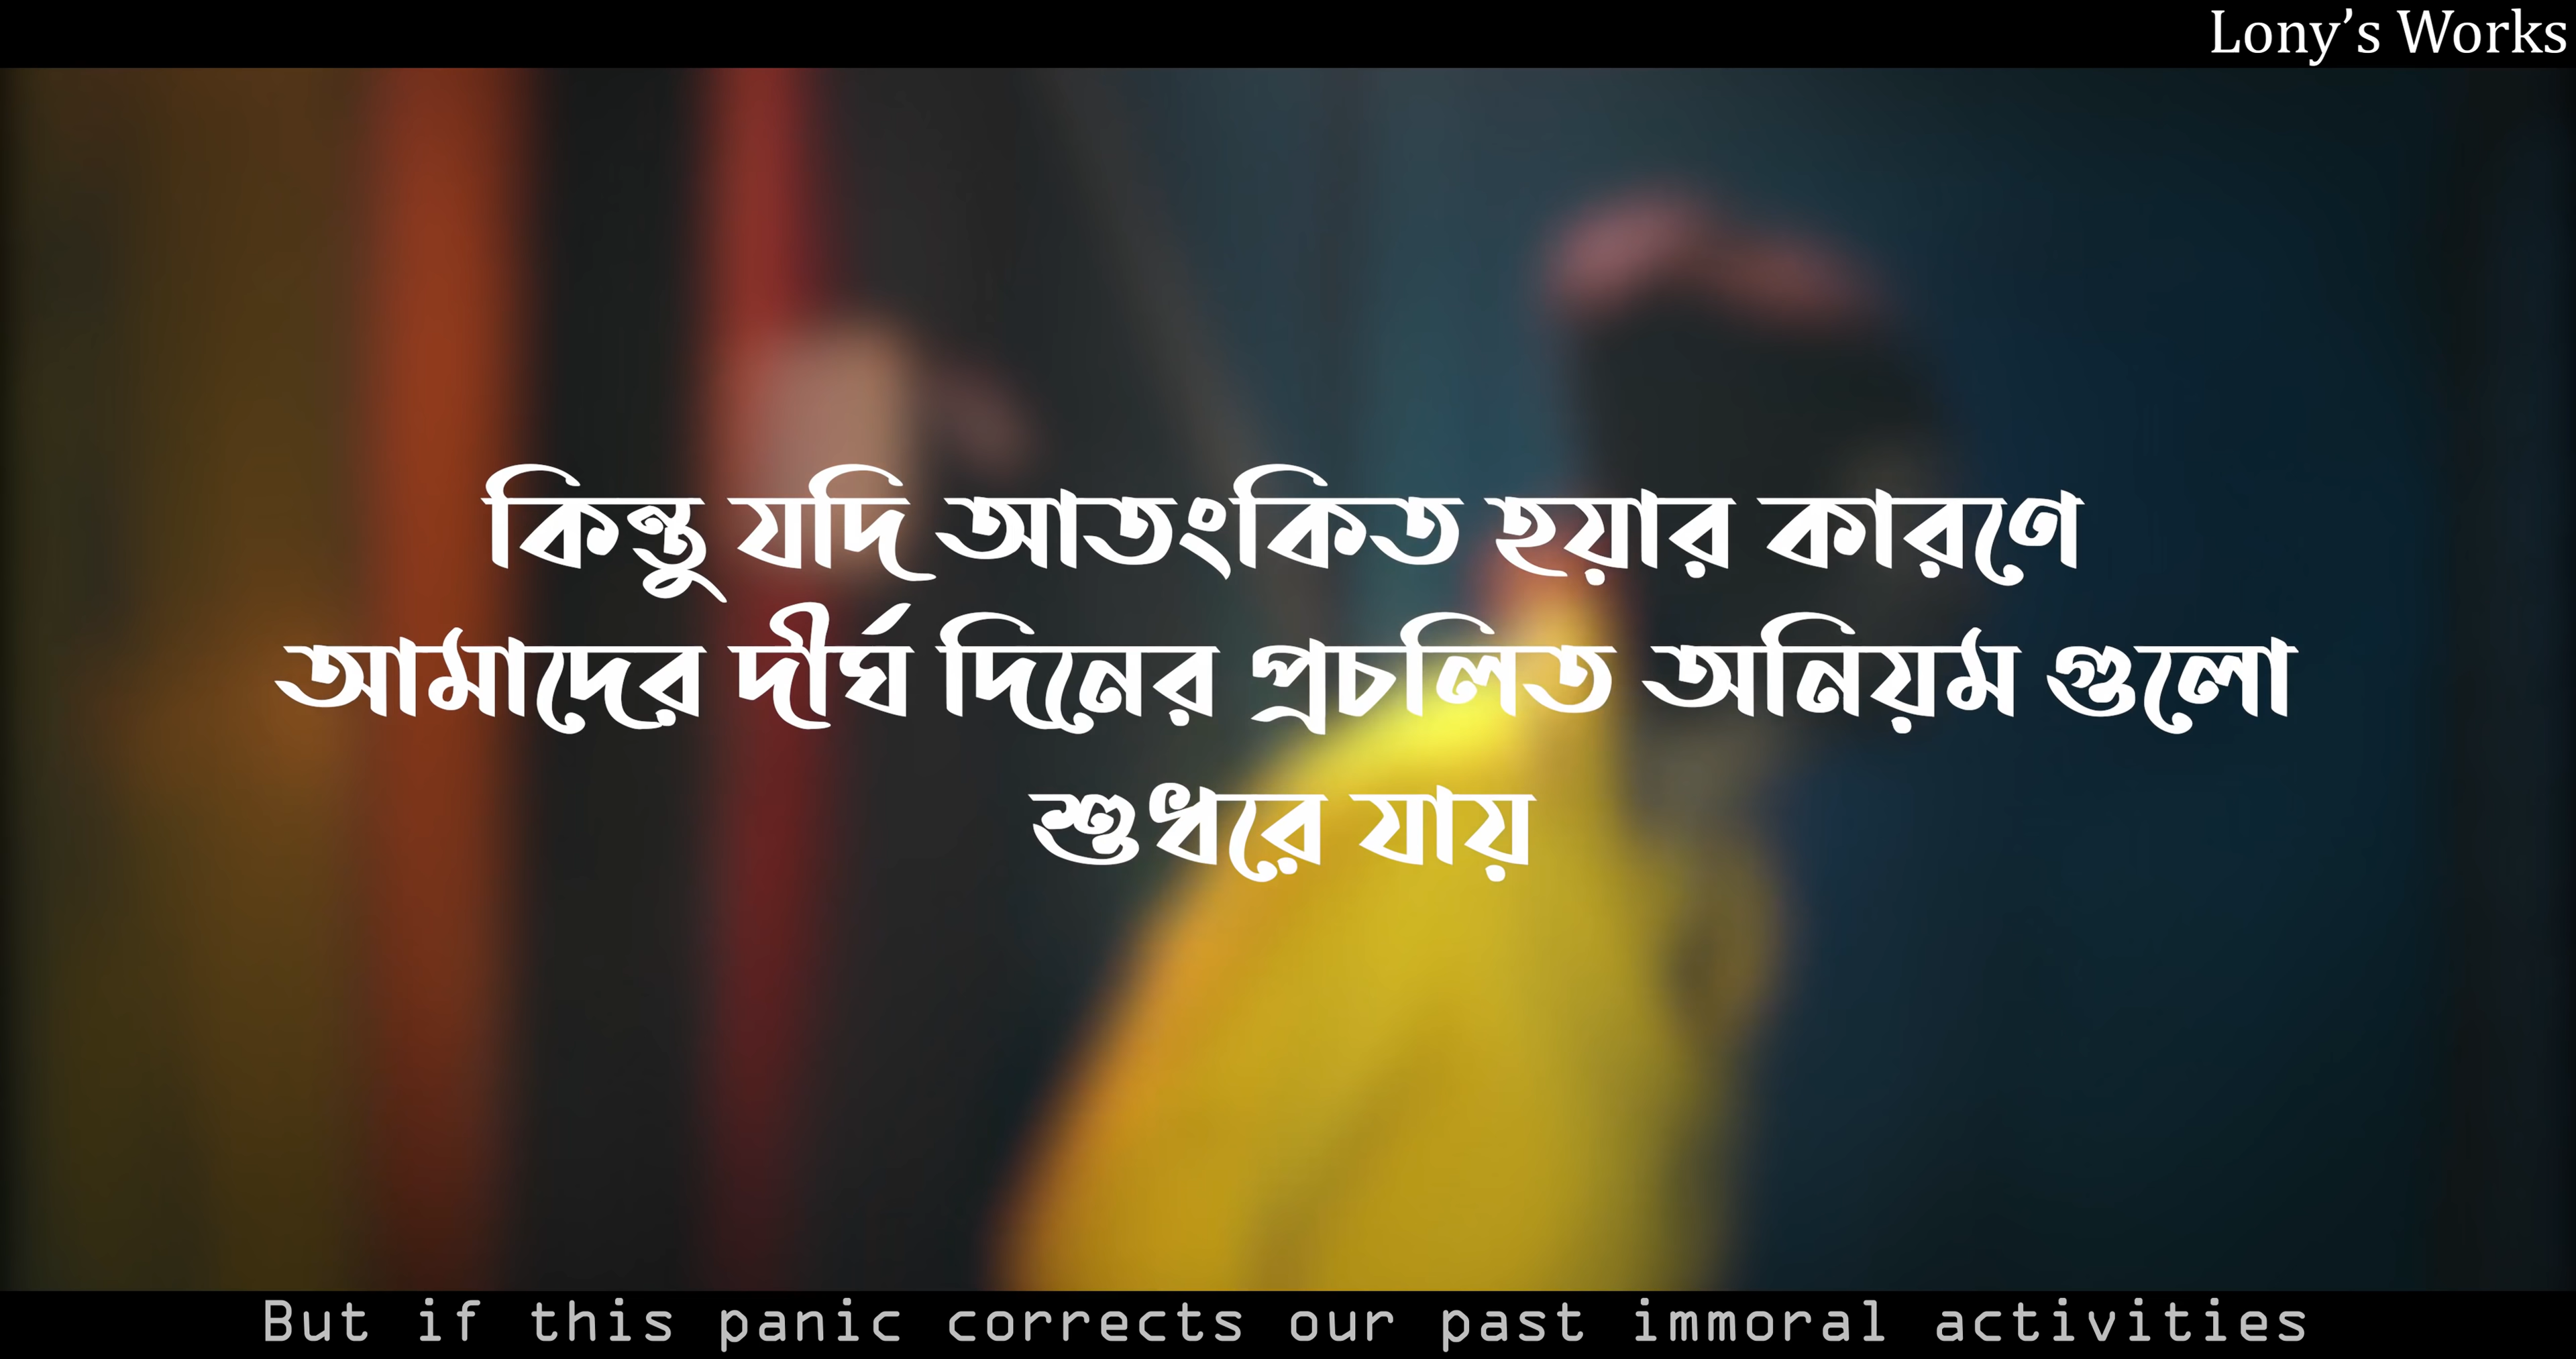 Lony’s Works
কিন্তু যদি আতংকিত হয়ার কারণে
আমাদের দীর্ঘ দিনের প্রচলিত অনিয়ম গুলো
শুধরে যায়
But if this panic corrects our past immoral activities